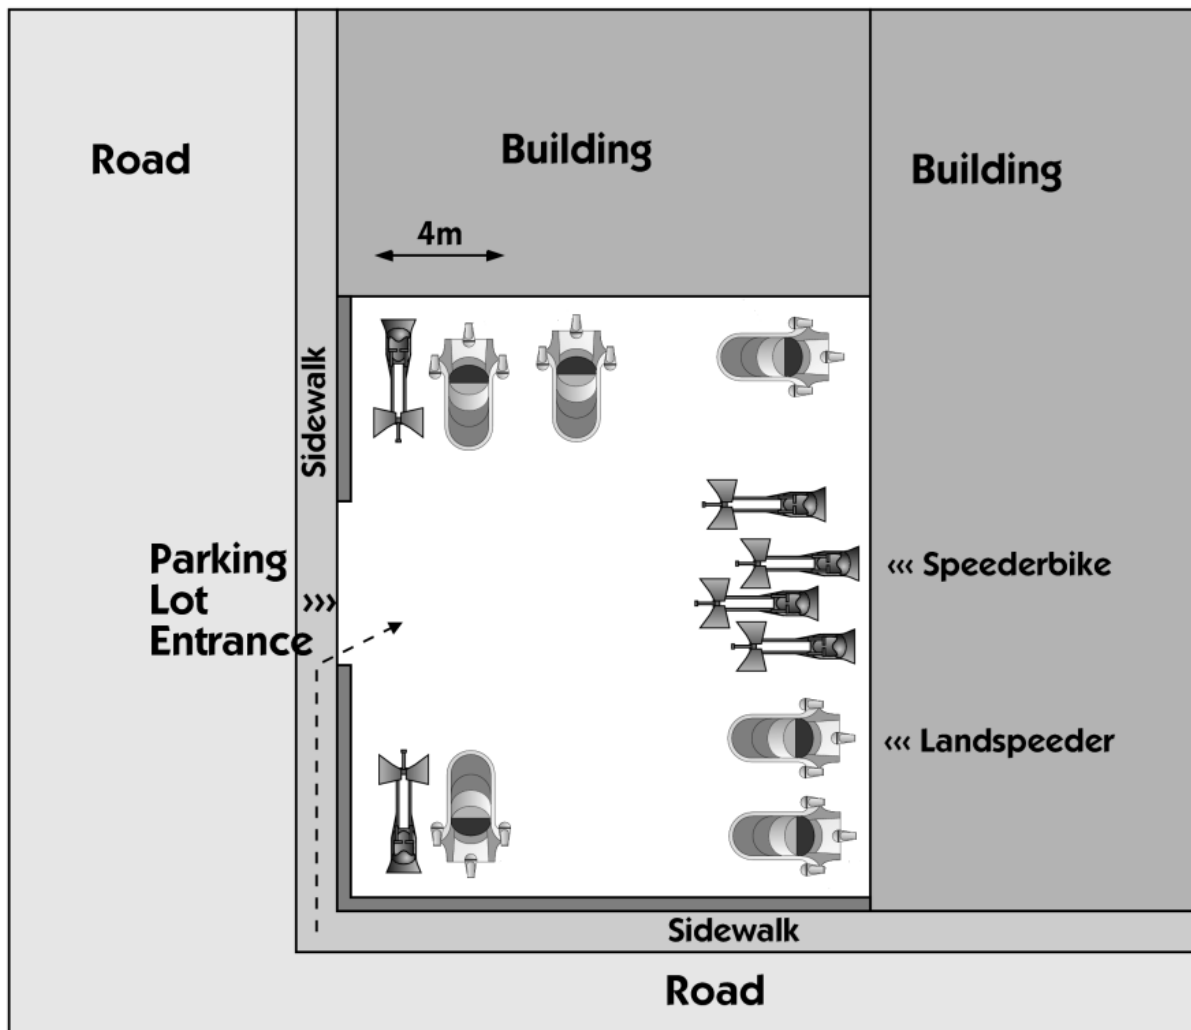 Road
Building
Building
4m
Sidewalk
Parking
Lot
Entrance
›››
‹‹‹ Speederbike
‹‹‹ Landspeeder
Sidewalk
Road